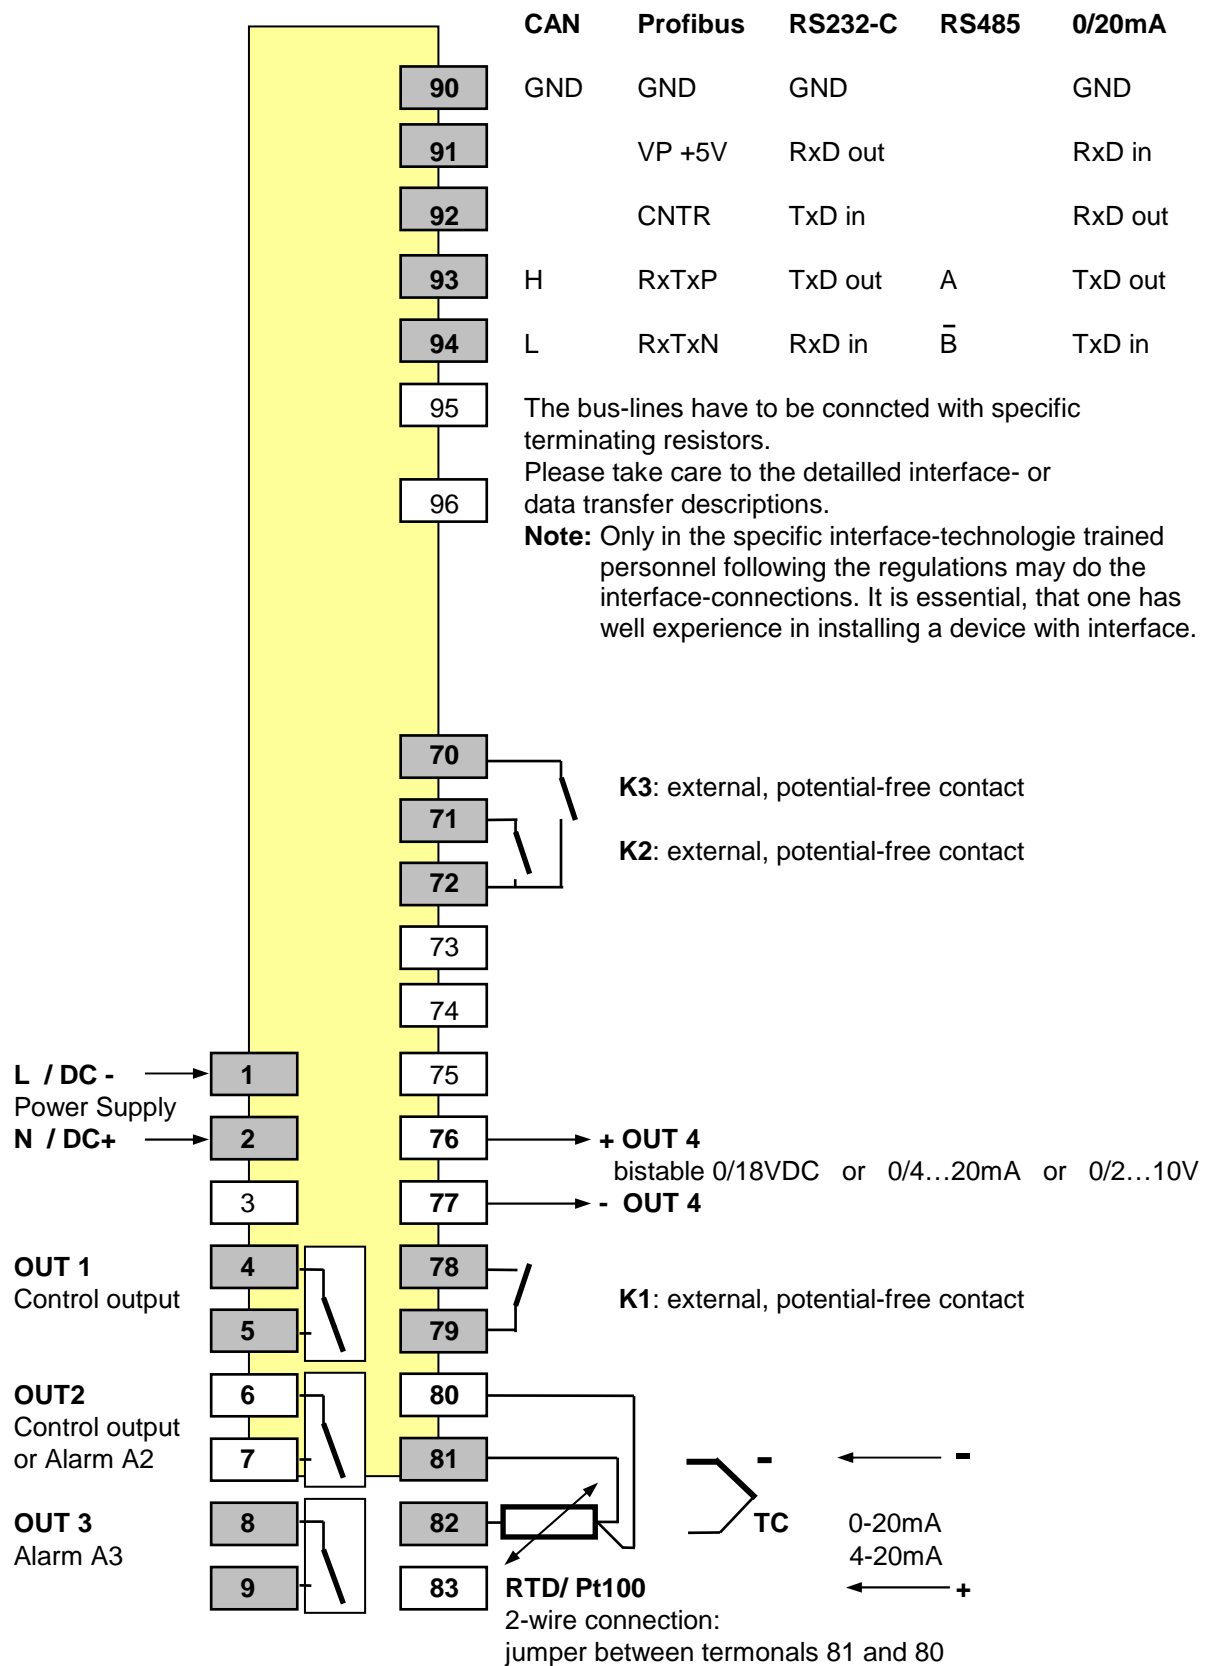 CAN Profibus RS232-C RS485 0/20mA
90 GND GND GND GND
91 VP +5V RxD out RxD in
92 CNTR TxD in RxD out
93 H RxTxP TxD out A TxD out
94 L RxTxN RxD in B̅ TxD in
95 The bus-lines have to be conncted with specific
terminating resistors.
Please take care to the detailled interface- or
96 data transfer descriptions.
Note: Only in the specific interface-technologie trained
personnel following the regulations may do the
interface-connections. It is essential, that one has
well experience in installing a device with interface.
70
K3: external, potential-free contact
71
K2: external, potential-free contact
72
73
74
L / DC - 1 75
Power Supply
N / DC+ 2 76 + OUT 4
bistable 0/18VDC or 0/4…20mA or 0/2…10V
3 77 - OUT 4
OUT 1 4 78
Control output K1: external, potential-free contact
5 79
OUT2 6 80
Control output
or Alarm A2 7 81 - -
OUT 3 8 82 TC 0-20mA
Alarm A3 4-20mA
9 83 RTD/ Pt100 +
2-wire connection:
jumper between termonals 81 and 80